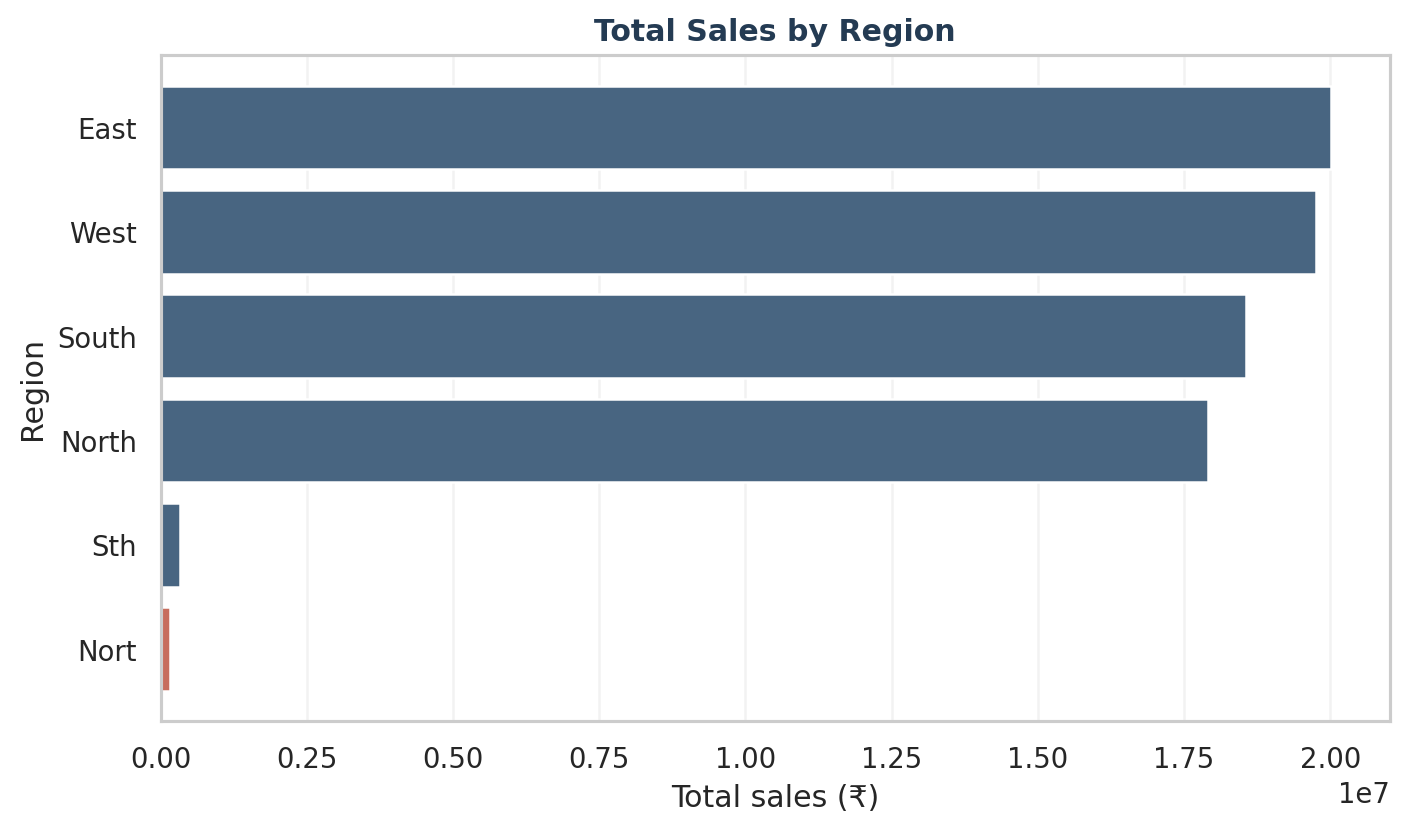 Total Sales by Region
East
West
South
North
Sth
Nort
Region
0.00 0.25 0.50 0.75 1.00 1.25 1.50 1.75 2.00
1e7
Total sales (₹)